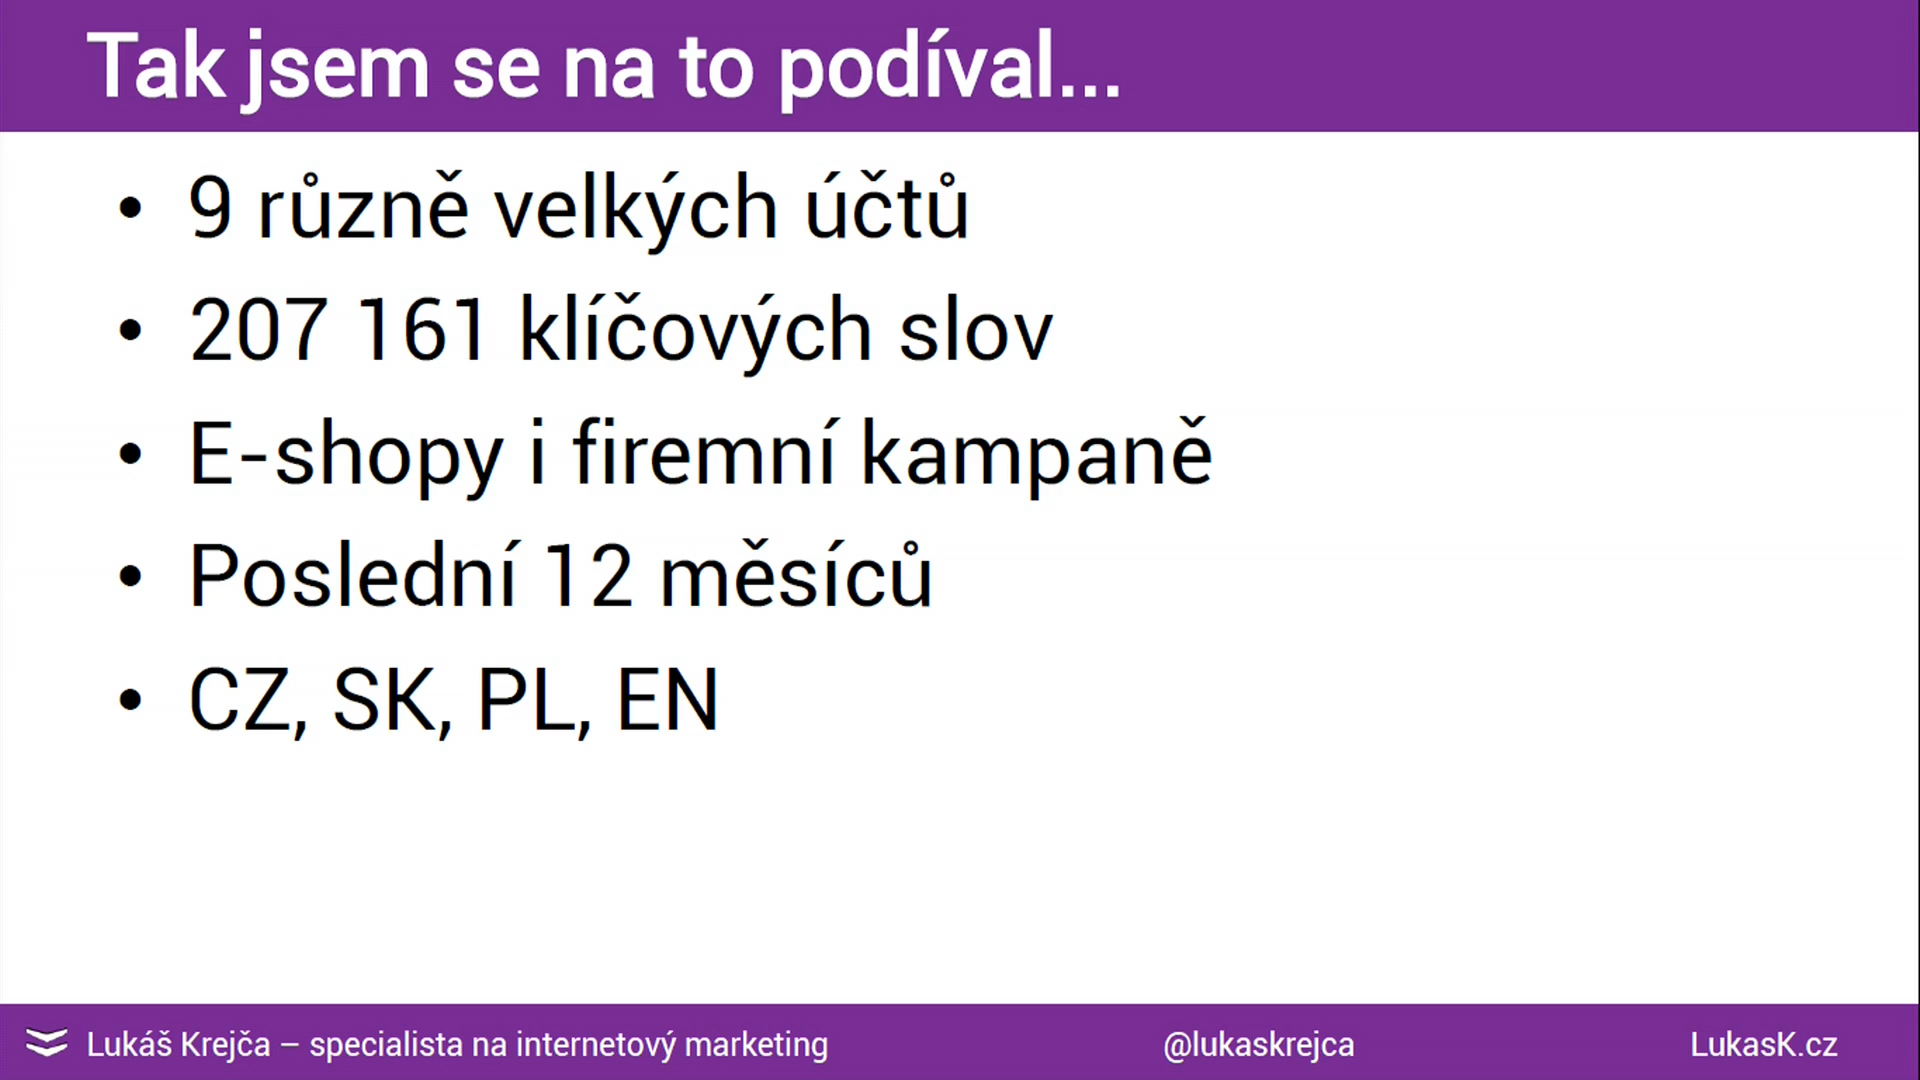 Tak jsem se na to podíval...
• 9 různě velkých účtů
• 207 161 klíčových slov
• E-shopy i firemní kampaně
• Poslední 12 měsíců
• CZ, SK, PL, EN
Lukáš Krejča – specialista na internetový marketing @lukaskrejca LukasK.cz